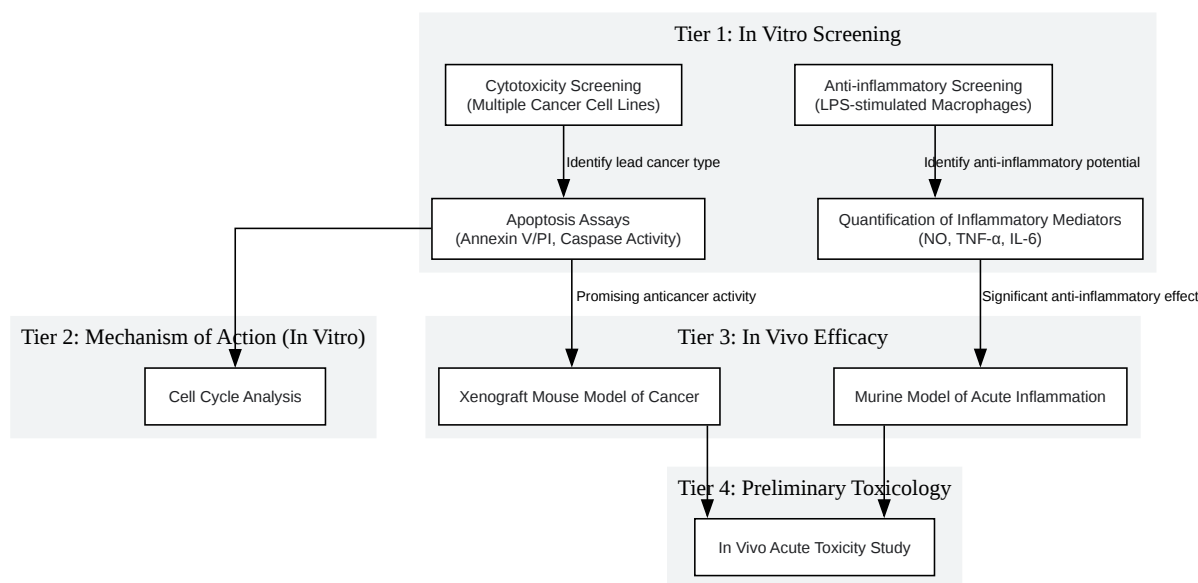 Tier 1: In Vitro Screening
Cytotoxicity Screening
(Multiple Cancer Cell Lines)
Anti-inflammatory Screening
(LPS-stimulated Macrophages)
Identify lead cancer type
Identify anti-inflammatory potential
Apoptosis Assays
(Annexin V/PI, Caspase Activity)
Quantification of Inflammatory Mediators
(NO, TNF-α, IL-6)
Promising anticancer activity
Significant anti-inflammatory effect
Tier 2: Mechanism of Action (In Vitro)
Cell Cycle Analysis
Tier 3: In Vivo Efficacy
Xenograft Mouse Model of Cancer
Murine Model of Acute Inflammation
Tier 4: Preliminary Toxicology
In Vivo Acute Toxicity Study